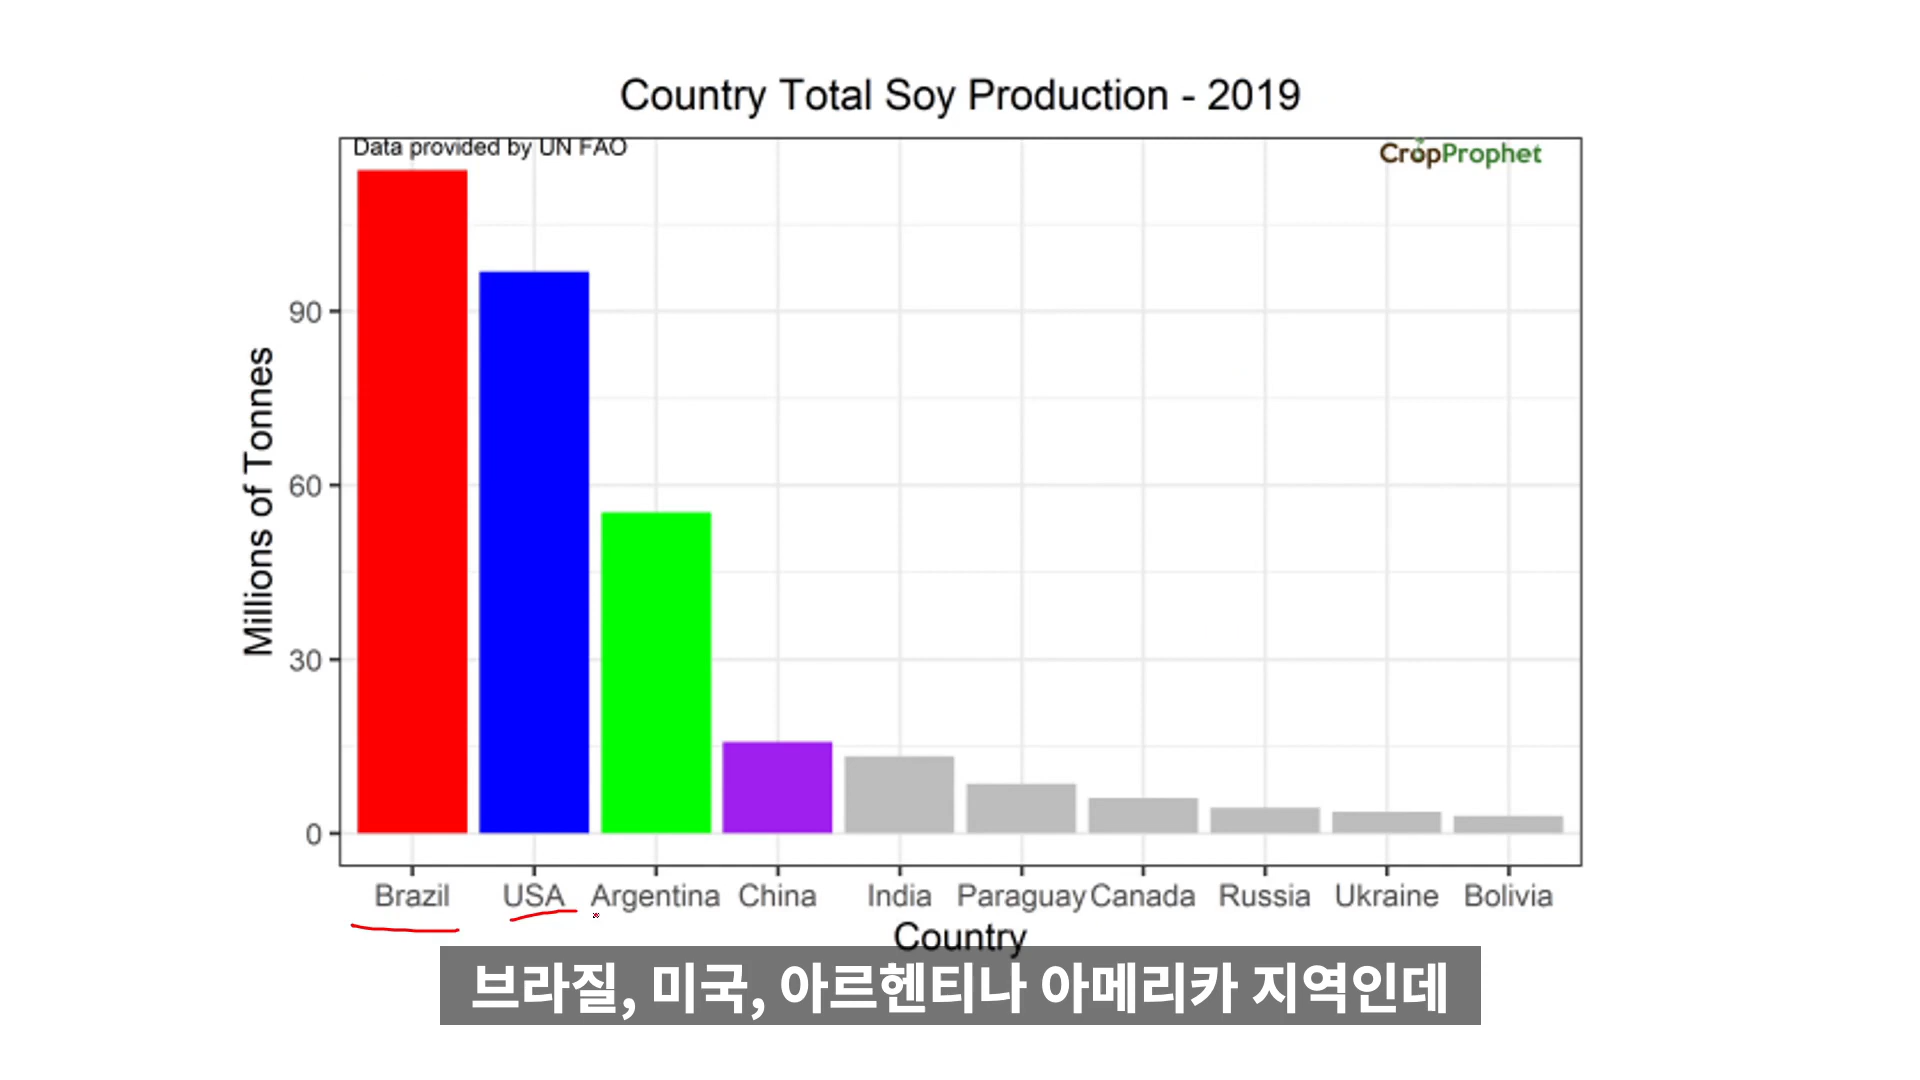 Country Total Soy Production - 2019
Data provided by UN FAO
CropProphet
Millions of Tonnes
90
60
30
0
Brazil USA Argentina China India Paraguay Canada Russia Ukraine Bolivia
Country
브라질, 미국, 아르헨티나 아메리카 지역인데